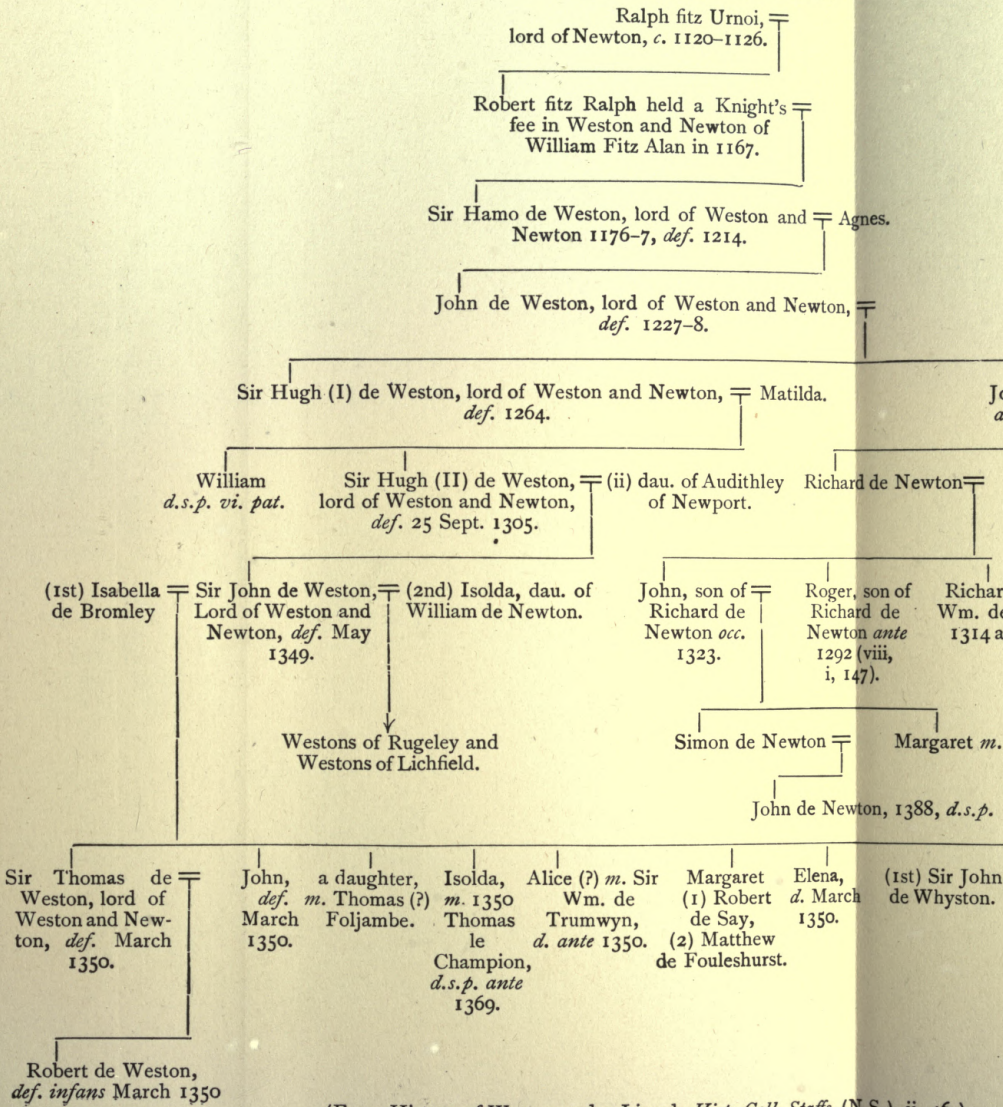 Ralph fitz Urnoi,
lord of Newton, c. 1120–1126.
Robert fitz Ralph held a Knight's
fee in Weston and Newton of
William Fitz Alan in 1167.
Sir Hamo de Weston, lord of Weston and
Newton 1176–7, def. 1214.
Agnes.
John de Weston, lord of Weston and Newton,
def. 1227–8.
Sir Hugh (I) de Weston, lord of Weston and Newton,
def. 1264.
Matilda.
William
d.s.p. vi. pat.
Sir Hugh (II) de Weston,
lord of Weston and Newton,
def. 25 Sept. 1305.
(ii) dau. of Audithley
of Newport.
Richard de Newton
(1st) Isabella
de Bromley
Sir John de Weston,
Lord of Weston and
Newton, def. May
1349.
(2nd) Isolda, dau. of
William de Newton.
John, son of
Richard de
Newton occ.
1323.
Roger, son of
Richard de
Newton ante
1292 (viii,
i, 147).
Richar
Wm. de
1314 a
Westons of Rugeley and
Westons of Lichfield.
Simon de Newton
Margaret m.
John de Newton, 1388, d.s.p.
Sir Thomas de
Weston, lord of
Weston and New-
ton, def. March
1350.
John,
def.
March
1350.
a daughter,
m. Thomas (?)
Foljambe.
Isolda,
m. 1350
Thomas
le
Champion,
d.s.p. ante
1369.
Alice (?) m. Sir
Wm. de
Trumwyn,
d. ante 1350.
Margaret
(1) Robert
de Say,
(2) Matthew
de Fouleshurst.
Elena,
d. March
1350.
(1st) Sir John
de Whyston.
Robert de Weston,
def. infans March 1350